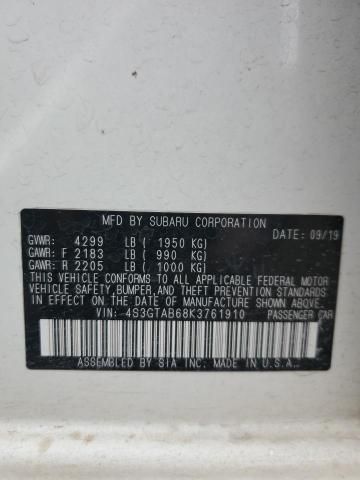 MFD BY SUBARU CORPORATION
DATE: 09/19
GVWR: 4299 LB ( 1950 KG)
GAWR: F 2183 LB ( 990 KG)
GAWR: R 2205 LB ( 1000 KG)
THIS VEHICLE CONFORMS TO ALL APPLICABLE FEDERAL MOTOR
VEHICLE SAFETY, BUMPER, AND THEFT PREVENTION STANDARDS
IN EFFECT ON THE DATE OF MANUFACTURE SHOWN ABOVE.
VIN: 4S3GTAB68K3761910 PASSENGER CAR
ASSEMBLED BY SIA INC. MADE IN U.S.A.